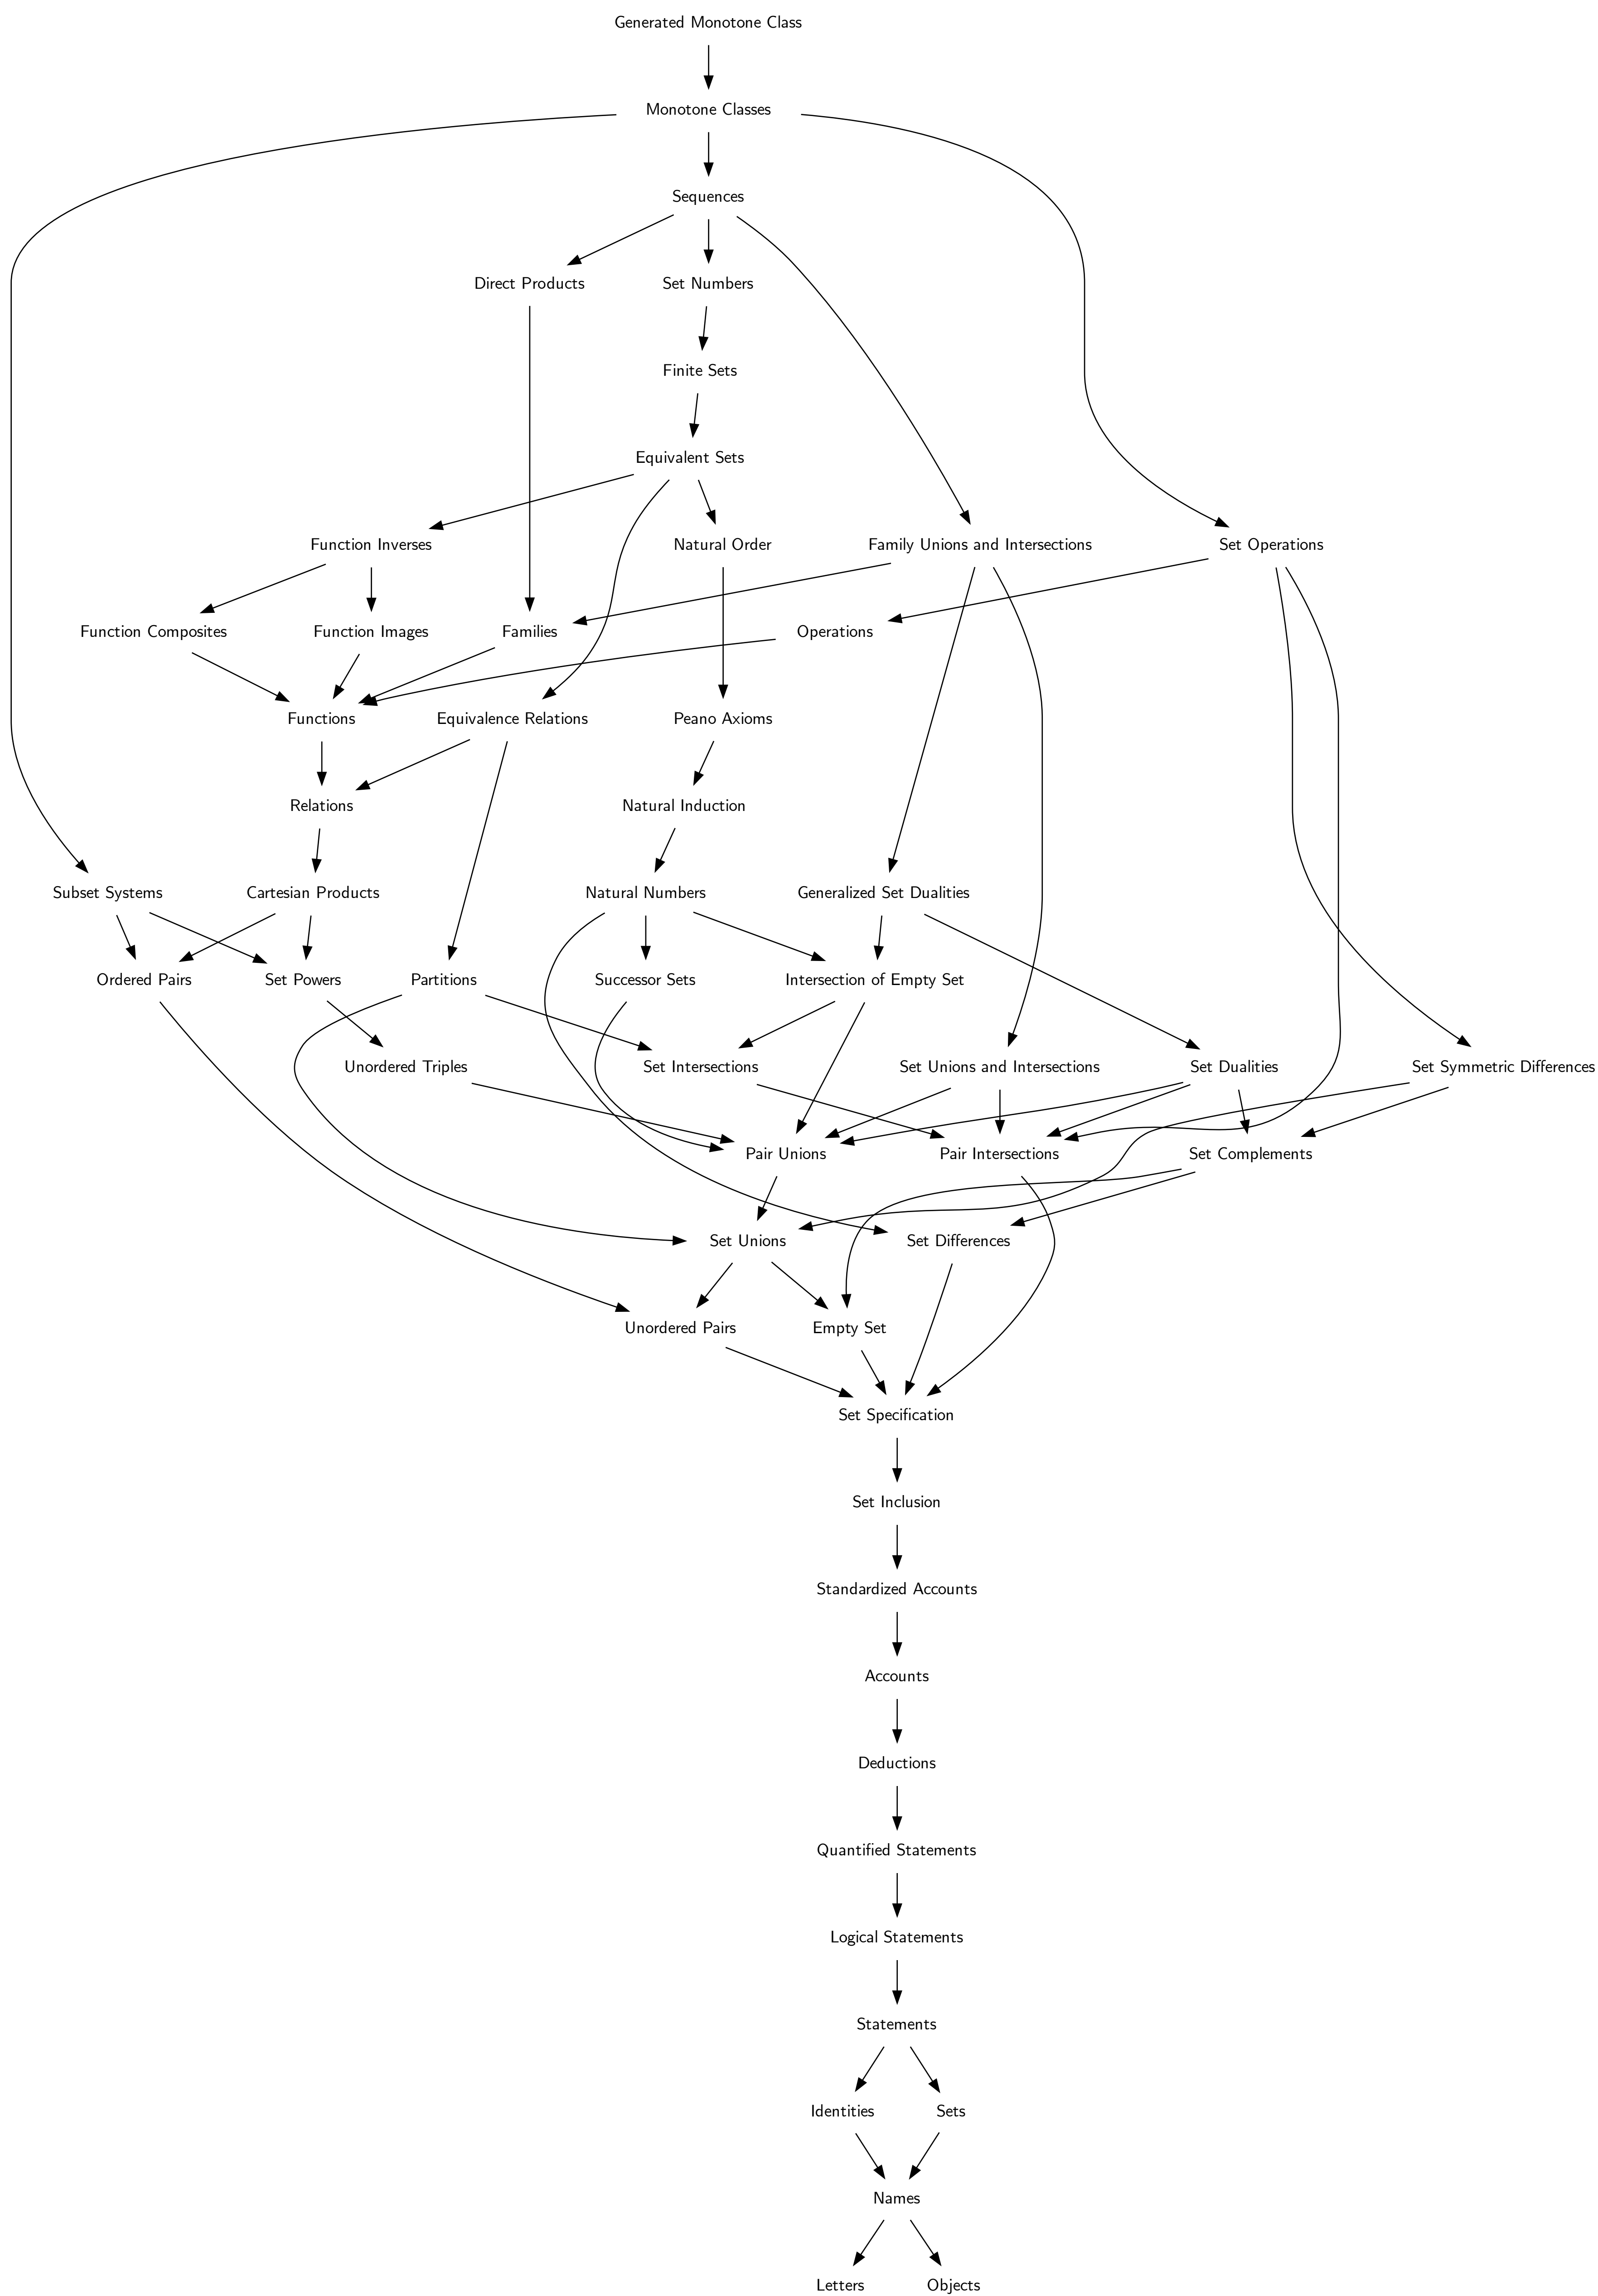 Generated Monotone Class
Monotone Classes
Sequences
Direct Products
Set Numbers
Finite Sets
Equivalent Sets
Function Inverses
Natural Order
Family Unions and Intersections
Set Operations
Function Composites
Function Images
Families
Operations
Functions
Equivalence Relations
Peano Axioms
Relations
Natural Induction
Subset Systems
Cartesian Products
Natural Numbers
Generalized Set Dualities
Ordered Pairs
Set Powers
Partitions
Successor Sets
Intersection of Empty Set
Unordered Triples
Set Intersections
Set Unions and Intersections
Set Dualities
Set Symmetric Differences
Pair Unions
Pair Intersections
Set Complements
Set Unions
Set Differences
Unordered Pairs
Empty Set
Set Specification
Set Inclusion
Standardized Accounts
Accounts
Deductions
Quantified Statements
Logical Statements
Statements
Identities
Sets
Names
Letters
Objects